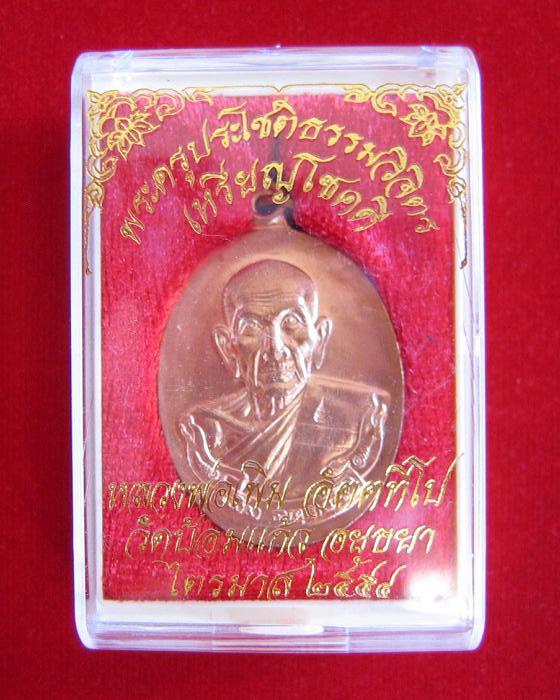 พระครูประโชติธรรมวิจิตร
เหรียญโชคดี
หลวงพ่อเพิ่ม อัตตทีโป
วัดป้อมแก้ว อยุธยา
ไตรมาส ๒๕๕๔